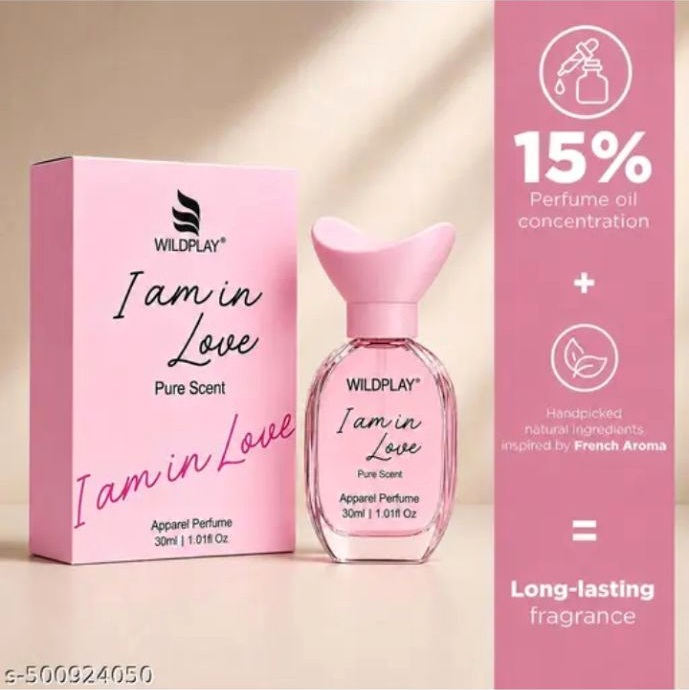 WILDPLAY®
I am in
Love
Pure Scent
I am in Love
Apparel Perfume
30ml | 1.01fl Oz
WILDPLAY®
I am in
Love
Pure Scent
Apparel Perfume
30ml | 1.01fl Oz
15%
Perfume oil
concentration
+
Handpicked
natural ingredients
inspired by French Aroma
=
Long-lasting
fragrance
s-500924050